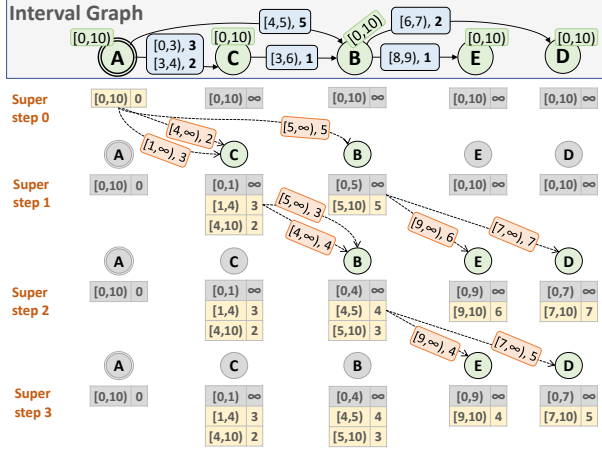 Interval Graph
[0,10) [4,5), 5 [0,10) [6,7), 2 [0,10) [0,10)
[0,10)
A [0,3), 3 C [3,6), 1 B [8,9), 1 E D
[3,4), 2
Super step 0
[0,10) 0 [0,10) ∞ [0,10) ∞ [0,10) ∞ [0,10) ∞
[4,∞), 2 [5,∞), 5
[1,∞), 3
A C B E D
Super step 1
[0,10) 0 [0,1) ∞ [0,5) ∞ [0,10) ∞ [0,10) ∞
[1,4) 3 [5,10) 5
[4,10) 2
[5,∞), 3 [9,∞), 6 [7,∞), 7
[4,∞), 4
A C B E D
Super step 2
[0,10) 0 [0,1) ∞ [0,4) ∞ [0,9) ∞ [0,7) ∞
[1,4) 3 [4,5) 4 [9,10) 6 [7,10) 7
[4,10) 2 [5,10) 3
[9,∞), 4 [7,∞), 5
A C B E D
Super step 3
[0,10) 0 [0,1) ∞ [0,4) ∞ [0,9) ∞ [0,7) ∞
[1,4) 3 [4,5) 4 [9,10) 4 [7,10) 5
[4,10) 2 [5,10) 3